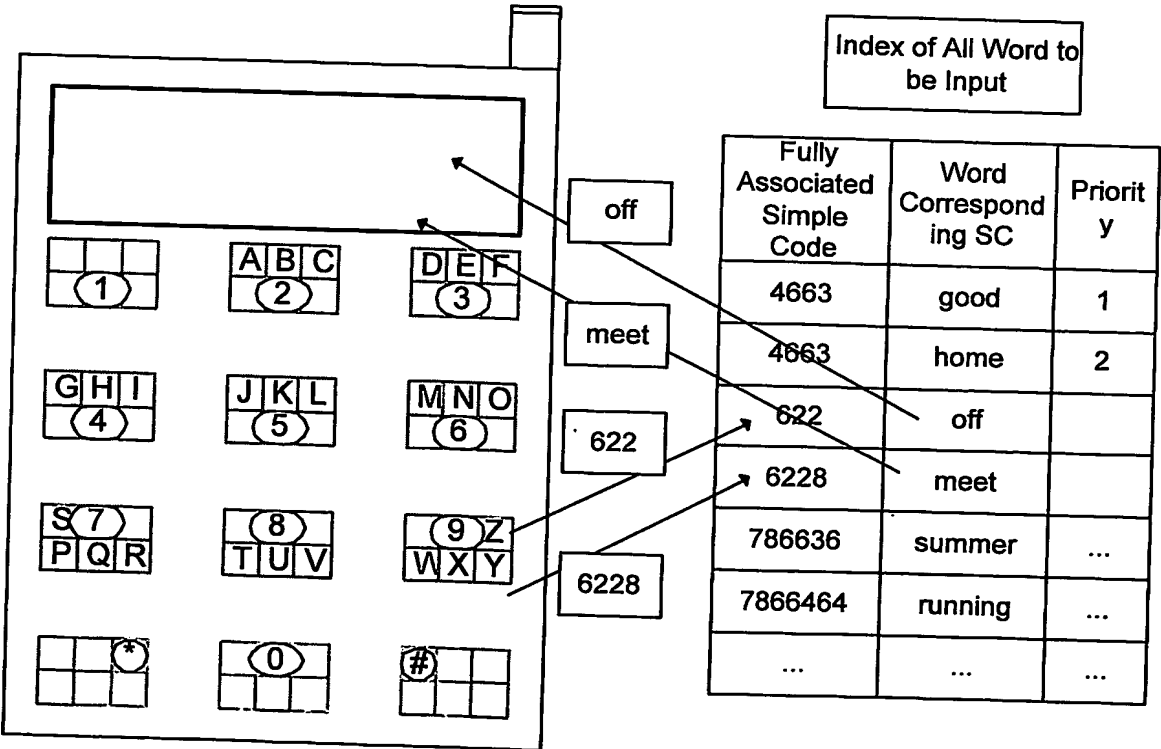 Index of All Word to
be Input
Fully
Associated
Simple
Code
Word
Correspond
ing SC
Priorit
y
4663 good 1
4663 home 2
622 off
6228 meet
786636 summer ...
7866464 running ...
... ... ...
off
meet
622
6228
1
A B C
2
D E F
3
G H I
4
J K L
5
M N O
6
S 7
P Q R
8
T U V
9 Z
W X Y
*
0
#